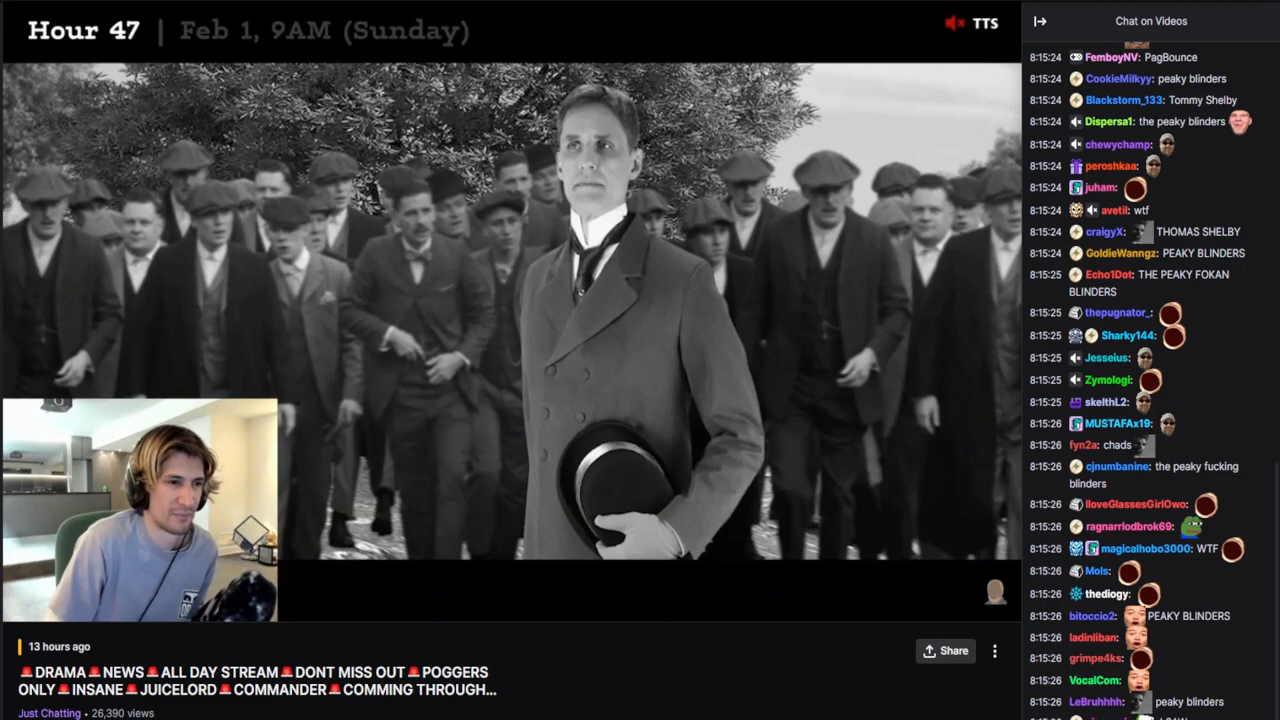 Hour 47 | Feb 1, 9AM (Sunday)
TTS
Chat on Videos
8:15:24 FemboyNV: PagBounce
8:15:24 CookieMilkyy: peaky blinders
8:15:24 Blackstorm_133: Tommy Shelby
8:15:24 Dispersa1: the peaky blinders
8:15:24 chewychamp:
8:15:24 peroshkaa:
8:15:24 juham:
8:15:24 avetil: wtf
8:15:24 craigyX: THOMAS SHELBY
8:15:24 GoldieWanngz: PEAKY BLINDERS
8:15:25 Echo1Dot: THE PEAKY FOKAN
BLINDERS
8:15:25 thepugnator_:
8:15:25 Sharky144:
8:15:25 Jesseius:
8:15:25 Zymologi:
8:15:25 skelthL2:
8:15:26 MUSTAFAx19:
8:15:26 fyn2a: chads
8:15:26 cjnumbanine: the peaky fucking
blinders
8:15:26 IloveGlassesGirlOwo:
8:15:26 ragnarrlodbrok69:
8:15:26 magicalhobo3000: WTF
8:15:26 Mols:
8:15:26 thediogy:
8:15:26 bitoccio2: PEAKY BLINDERS
8:15:26 ladinliban:
8:15:26 grimpe4ks:
8:15:26 VocalCom:
8:15:26 LeBruhhhh: peaky blinders
13 hours ago
Share
DRAMA NEWS ALL DAY STREAM DONT MISS OUT POGGERS
ONLY INSANE JUICELORD COMMANDER COMMING THROUGH...
Just Chatting • 26,390 views